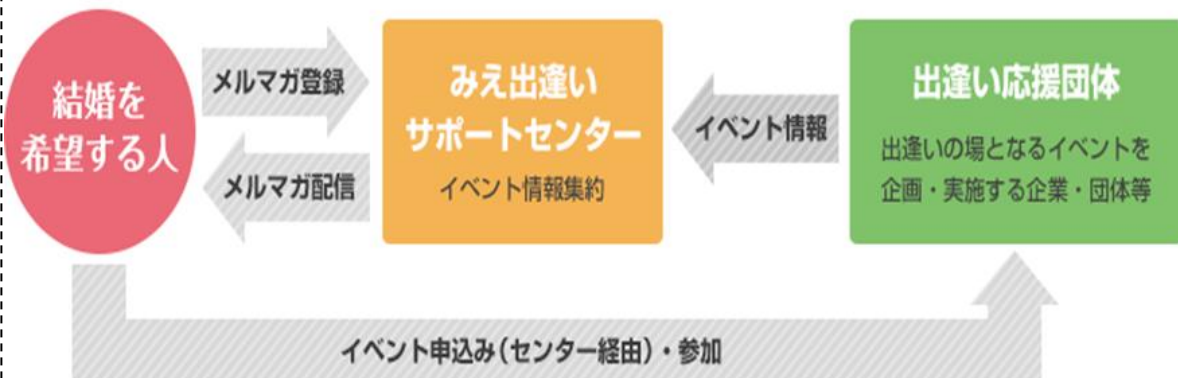 結婚を
希望する人
メルマガ登録
メルマガ配信
みえ出逢い
サポートセンター
イベント情報集約
イベント情報
出逢い応援団体
出逢いの場となるイベントを
企画・実施する企業・団体等
イベント申込み(センター経由)・参加